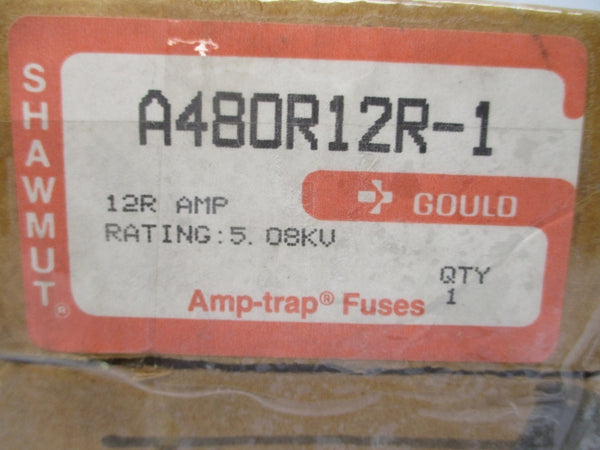 SHAWMUT®
A480R12R-1
GOULD
12R AMP
RATING:5.08KV
QTY
1
Amp-trap® Fuses